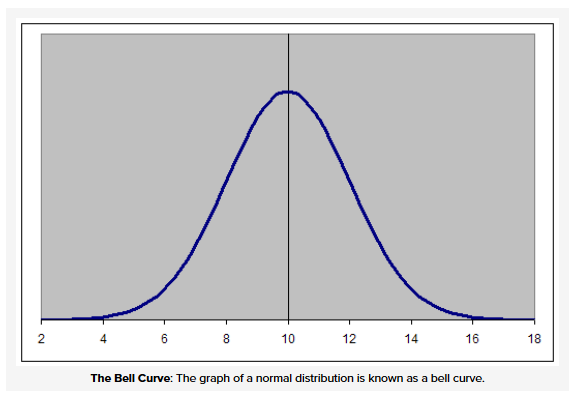 2 4 6 8 10 12 14 16 18
The Bell Curve: The graph of a normal distribution is known as a bell curve.